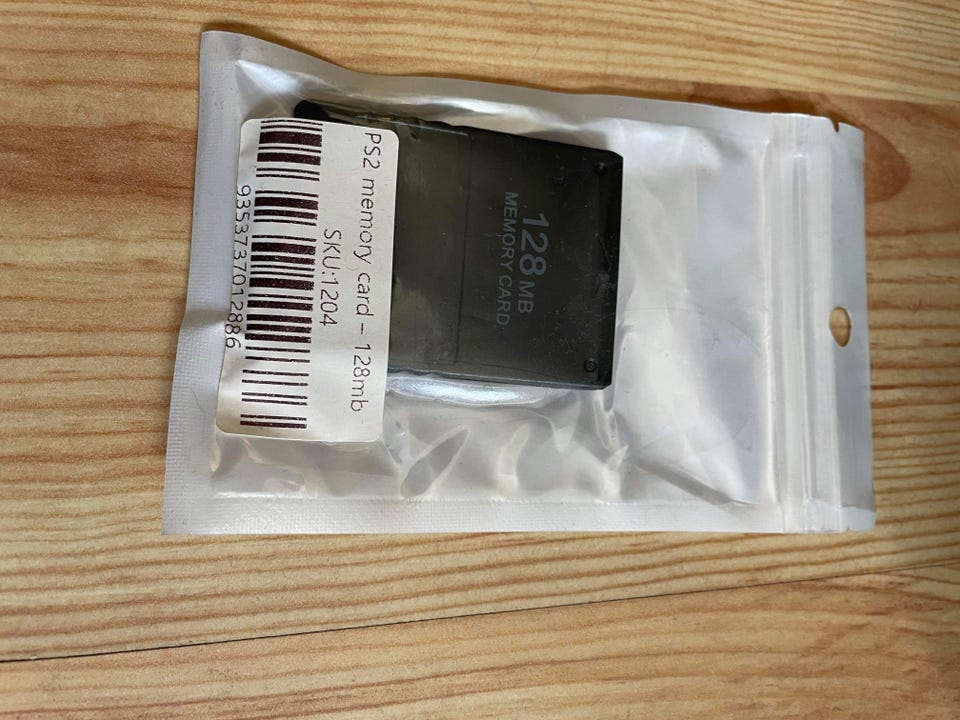 PS2 memory card - 128mb
SKU:1204
9353737012886
128 MB
MEMORY CARD